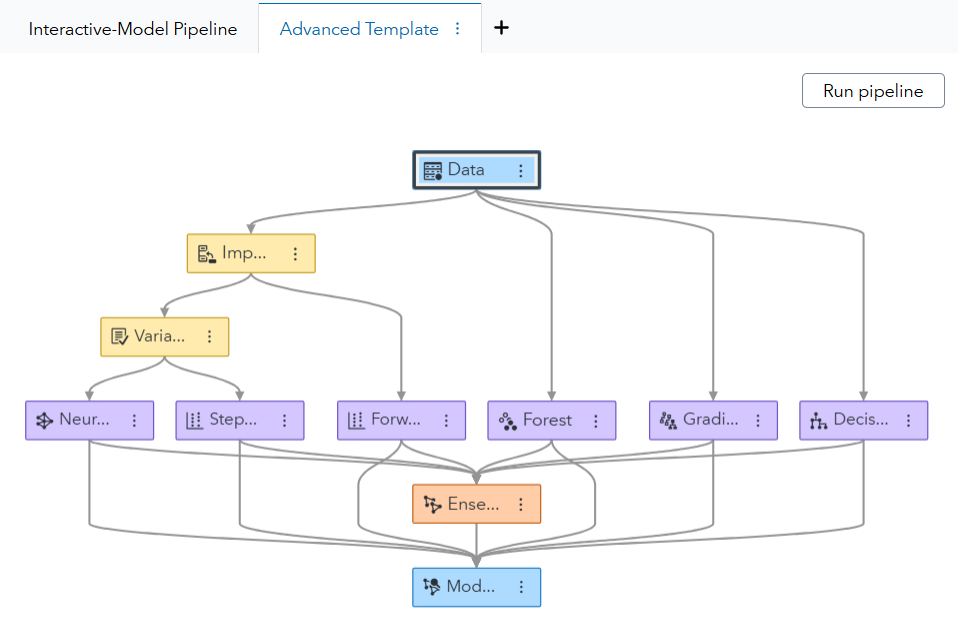 Interactive-Model Pipeline
Advanced Template
Run pipeline
Data
Imp...
Varia...
Neur...
Step...
Forw...
Forest
Gradi...
Decis...
Ense...
Mod...